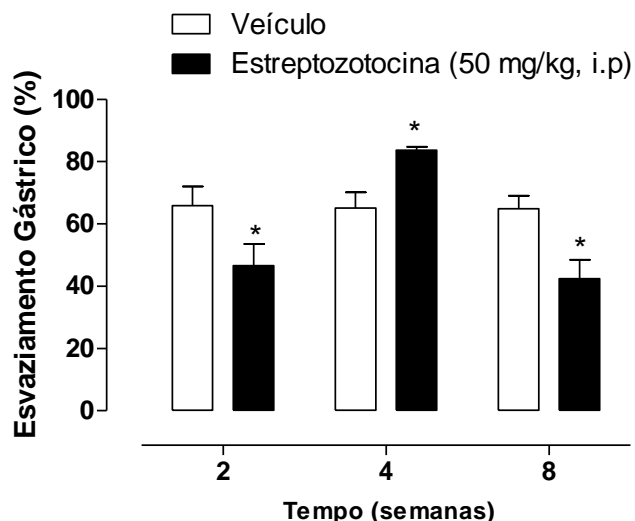 Veículo
Estreptozotocina (50 mg/kg, i.p)
Esvaziamento Gástrico (%)
100
80
60
40
20
0
*
*
*
2 4 8
Tempo (semanas)